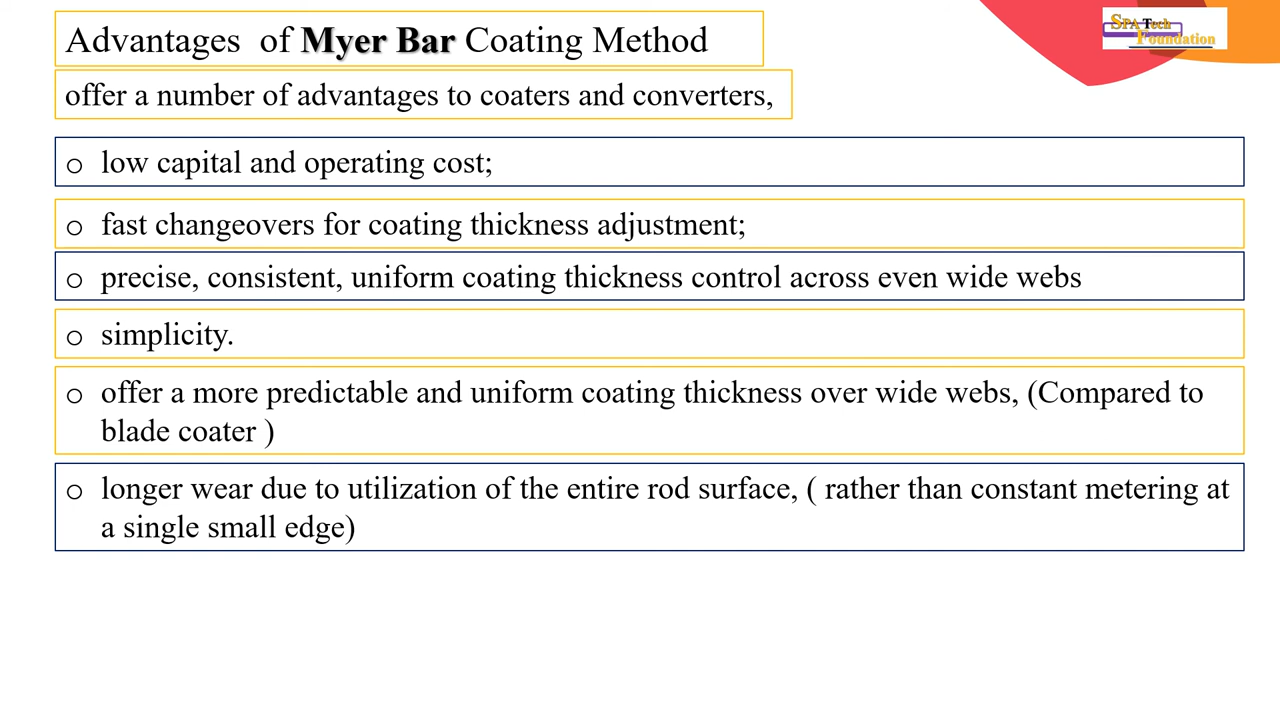 Advantages of Myer Bar Coating Method
SPA Tech
Foundation
offer a number of advantages to coaters and converters,
o low capital and operating cost;
o fast changeovers for coating thickness adjustment;
o precise, consistent, uniform coating thickness control across even wide webs
o simplicity.
o offer a more predictable and uniform coating thickness over wide webs, (Compared to
blade coater )
o longer wear due to utilization of the entire rod surface, ( rather than constant metering at
a single small edge)